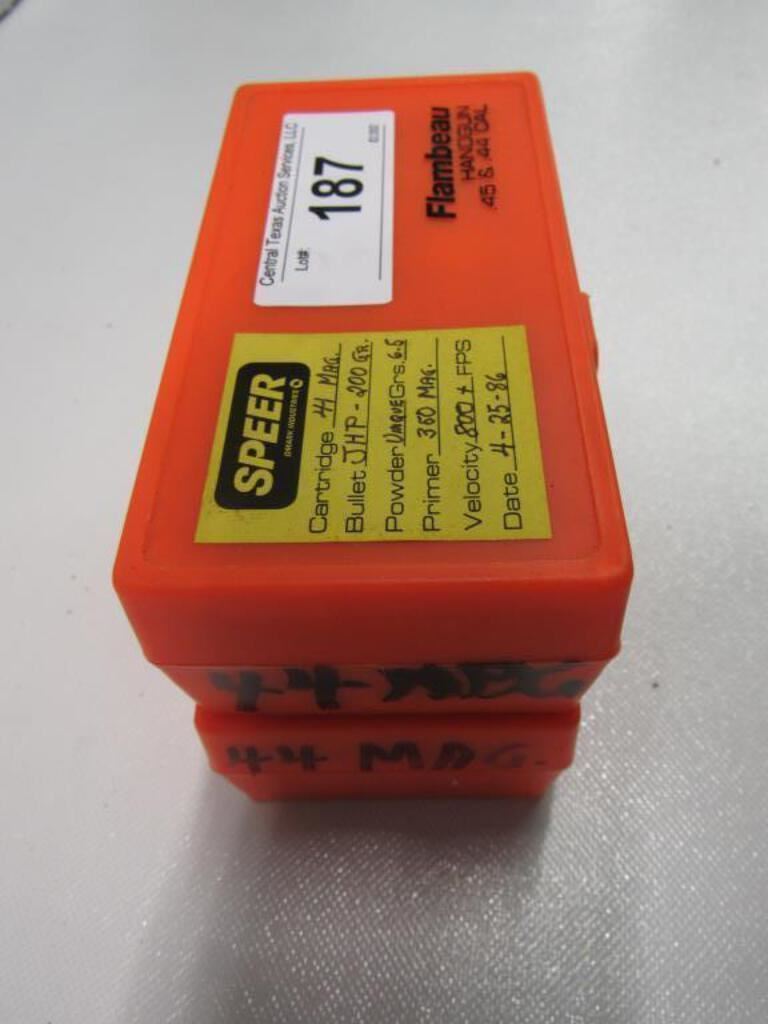 Central Texas Auction Services, LLC
Lot#: 187
Flambeau
HANDGUN
.45 & .44 CAL
SPEER
OMARK INDUSTRIES
Cartridge 44 MAG.
Bullet JHP - 200 GR.
Powder Grs. 6.5
Primer 350 MAG.
Velocity 800 + FPS
Date 4-25-86
44 MAG.
44 MAG.